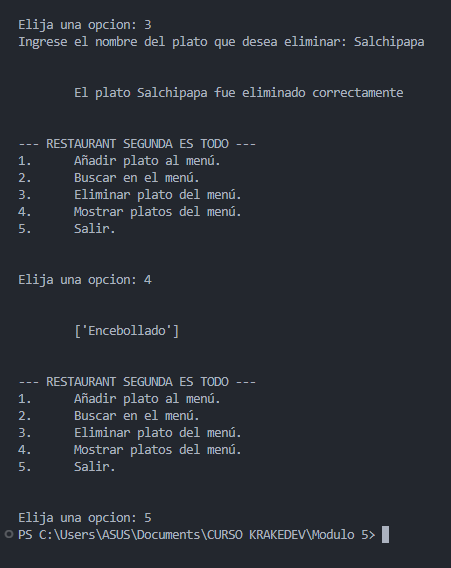 Elija una opcion: 3
Ingrese el nombre del plato que desea eliminar: Salchipapa
El plato Salchipapa fue eliminado correctamente
--- RESTAURANT SEGUNDA ES TODO ---
1. Añadir plato al menú.
2. Buscar en el menú.
3. Eliminar plato del menú.
4. Mostrar platos del menú.
5. Salir.
Elija una opcion: 4
['Encebollado']
--- RESTAURANT SEGUNDA ES TODO ---
1. Añadir plato al menú.
2. Buscar en el menú.
3. Eliminar plato del menú.
4. Mostrar platos del menú.
5. Salir.
Elija una opcion: 5
PS C:\Users\ASUS\Documents\CURSO KRAKEDEV\Modulo 5>